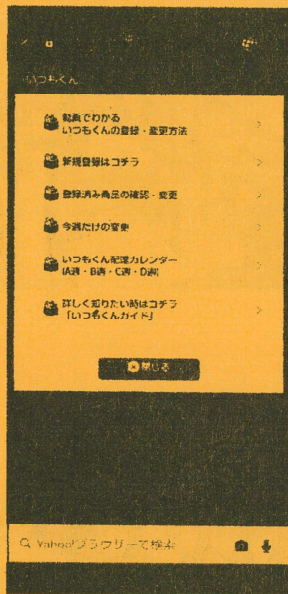 いつもくん
動画でわかる
いつもくんの登録・変更方法
新規登録はコチラ
登録済み商品の確認・変更
今週だけの変更
いつもくん配達カレンダー
(A週・B週・C週・D週)
詳しく知りたい時はコチラ
「いつもくんガイド」
閉じる
Yahoo!ブラウザーで検索